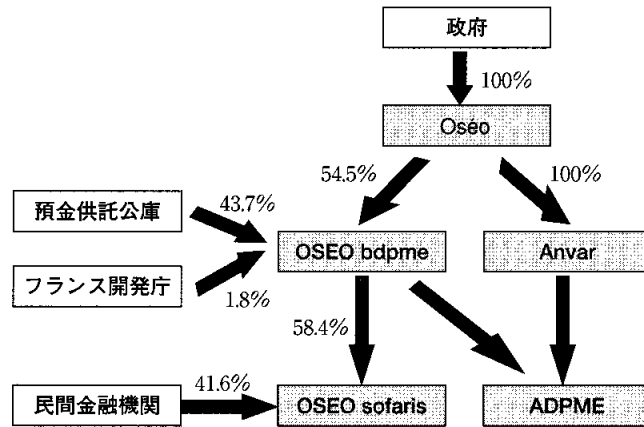 政府
100%
Oséo
54.5%
100%
預金供託公庫
43.7%
OSEO bdpme
Anvar
フランス開発庁
1.8%
58.4%
41.6%
民間金融機関
OSEO sofaris
ADPME